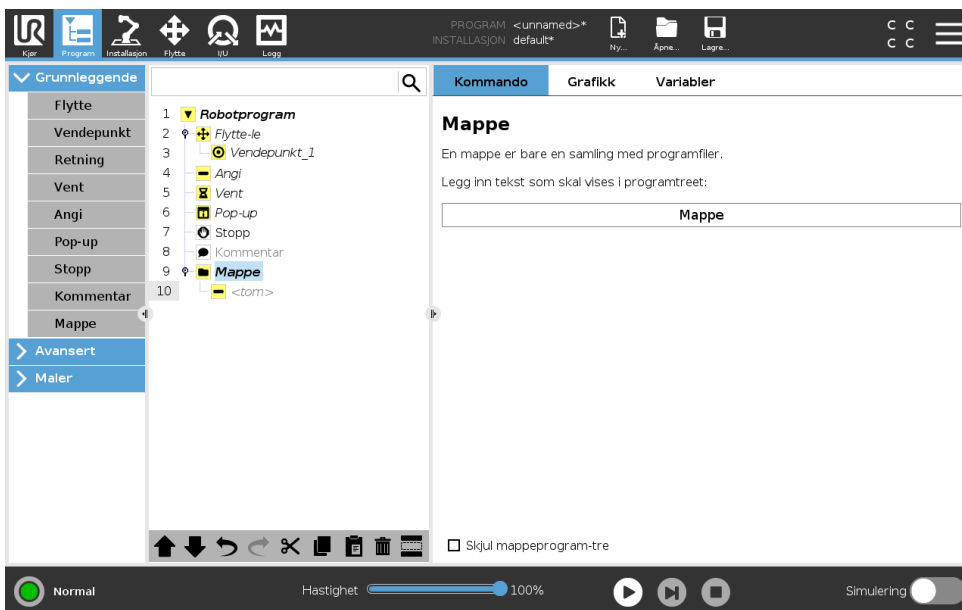 UR
PROGRAM <unnamed>*
INSTALLASJON default*
C C
C C
Kjør Program Installasjon Flytte I/U Logg Ny... Åpne... Lagre...
Grunnleggende
Flytte
Vendepunkt
Retning
Vent
Angi
Pop-up
Stopp
Kommentar
Mappe
Avansert
Maler
1 Robotprogram
2 Flytte-le
3 Vendepunkt_1
4 Angi
5 Vent
6 Pop-up
7 Stopp
8 Kommentar
9 Mappe
10 <tom>
Kommando Grafikk Variabler
Mappe
En mappe er bare en samling med programfiler.
Legg inn tekst som skal vises i programtreet:
Mappe
Skjul mappeprogram-tre
Normal Hastighet 100% Simulering